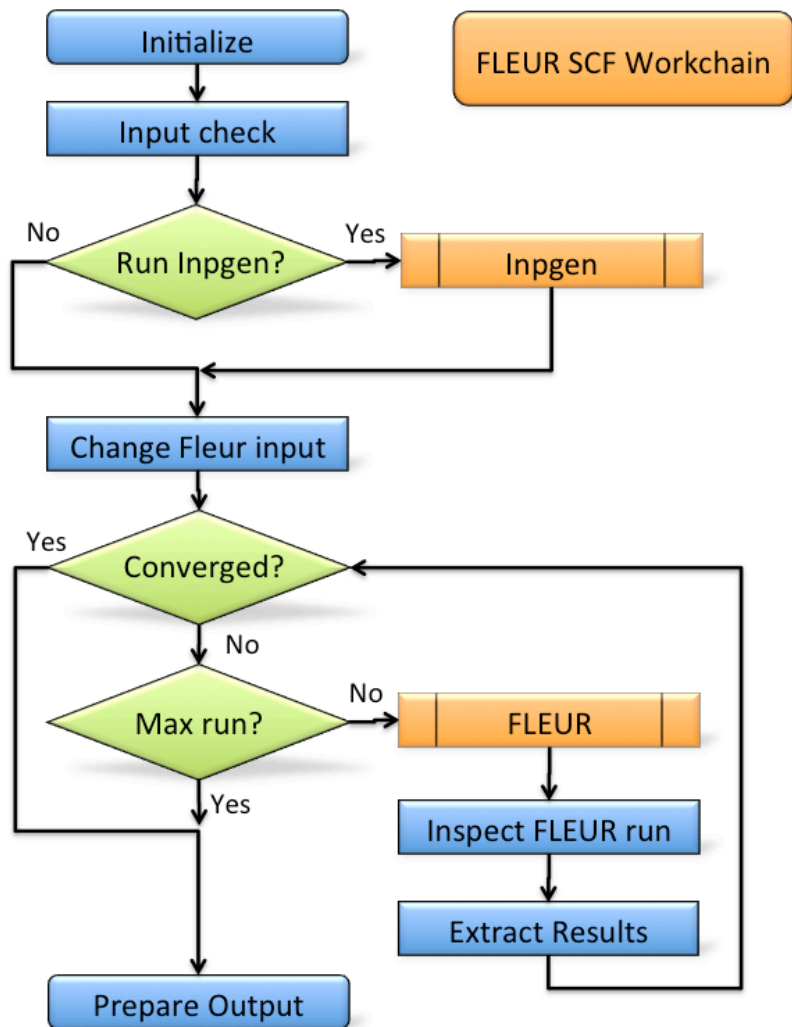 Initialize
FLEUR SCF Workchain
Input check
No
Yes
Run Inpgen?
Inpgen
Change Fleur input
Yes
Converged?
No
No
Max run?
FLEUR
Yes
Inspect FLEUR run
Extract Results
Prepare Output